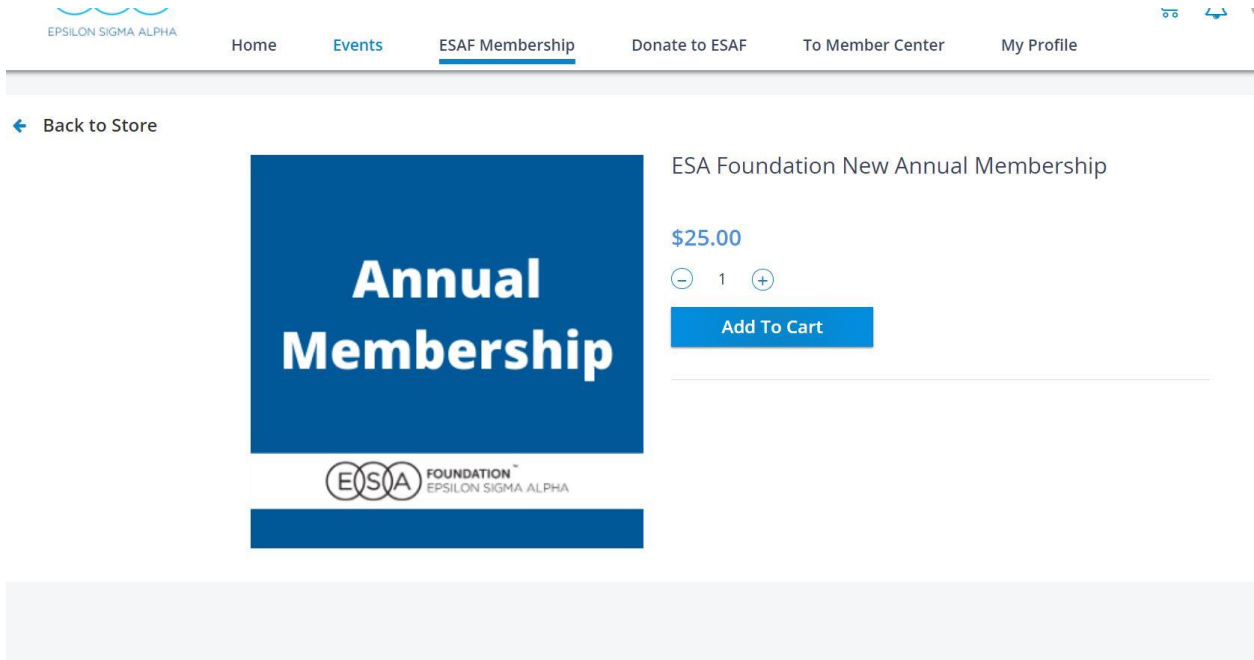 EPSILON SIGMA ALPHA
Home Events ESAF Membership Donate to ESAF To Member Center My Profile
Back to Store
ESA Foundation New Annual Membership
$25.00
1
Add To Cart
Annual
Membership
ESA FOUNDATION™
EPSILON SIGMA ALPHA